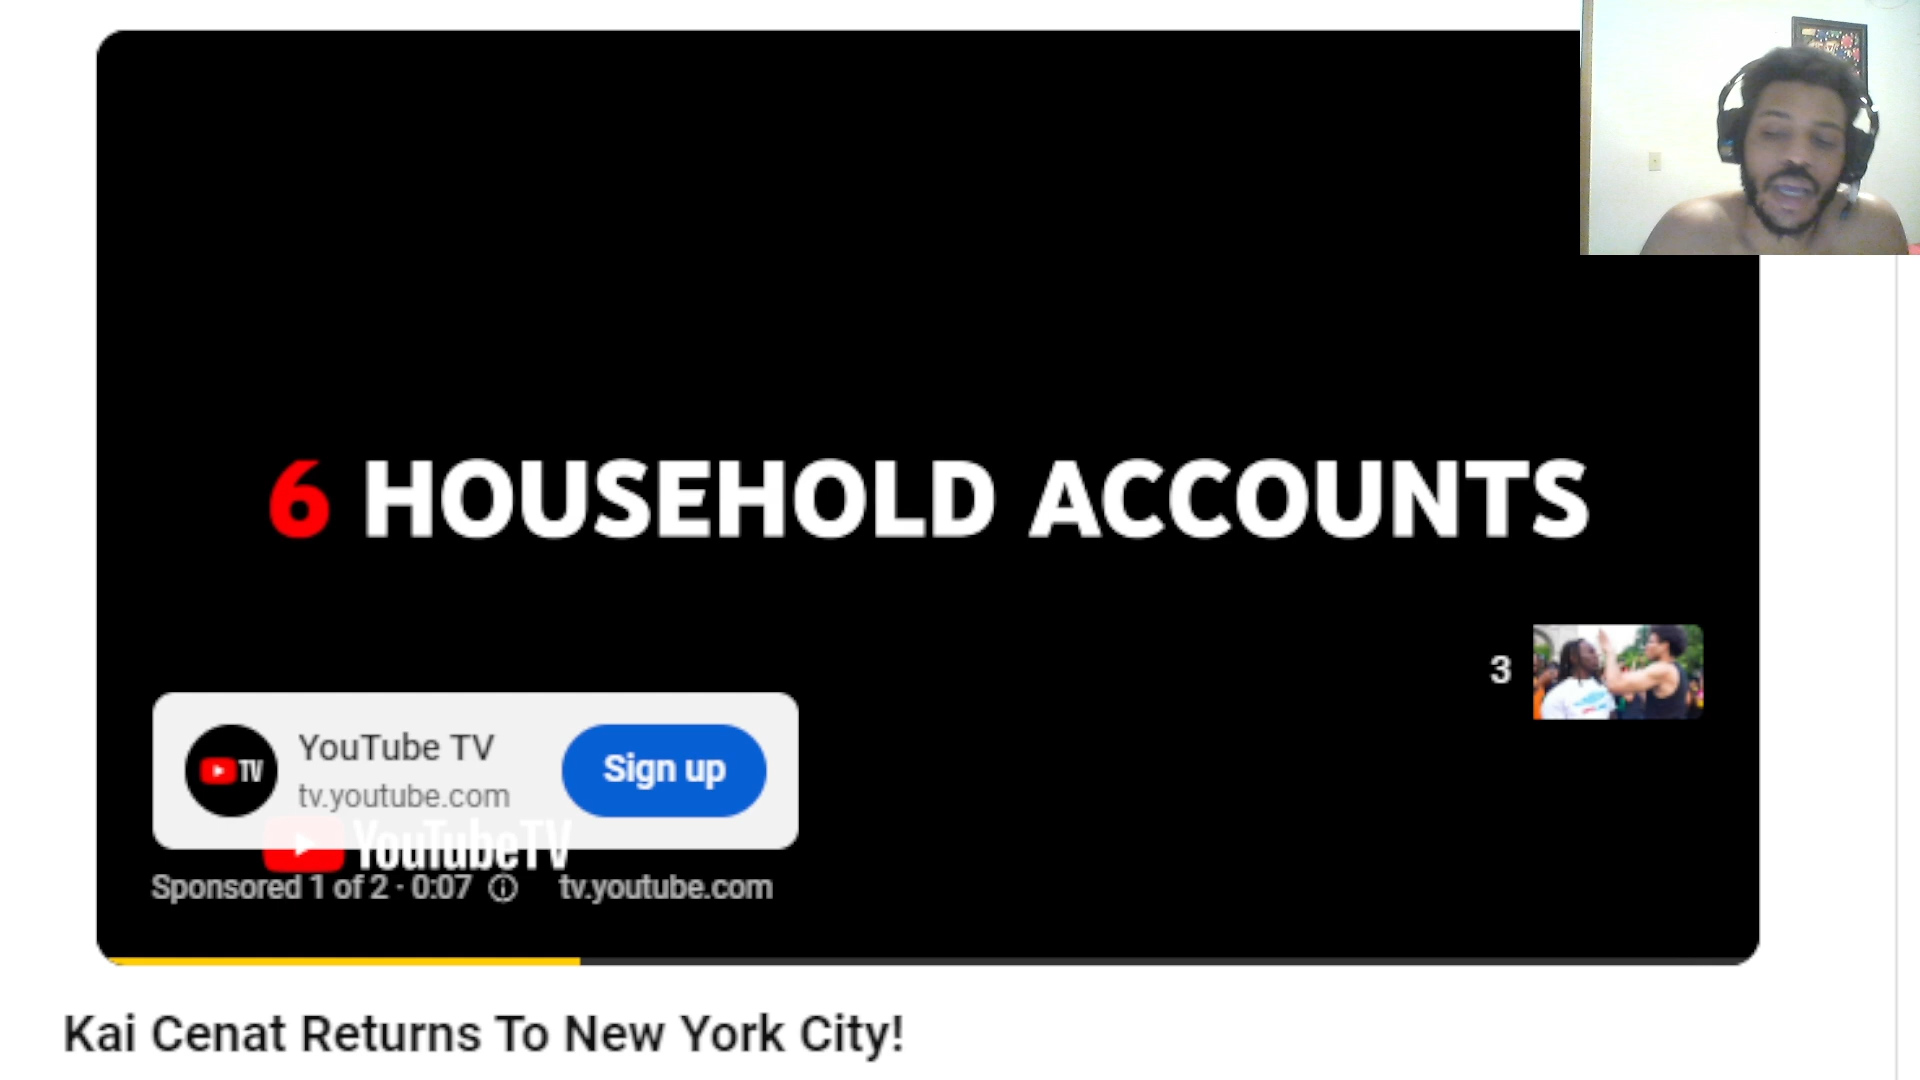 6 HOUSEHOLD ACCOUNTS
3
YouTube TV
TV
tv.youtube.com
Sign up
YouTubeTV
Sponsored 1 of 2 · 0:07
tv.youtube.com
Kai Cenat Returns To New York City!